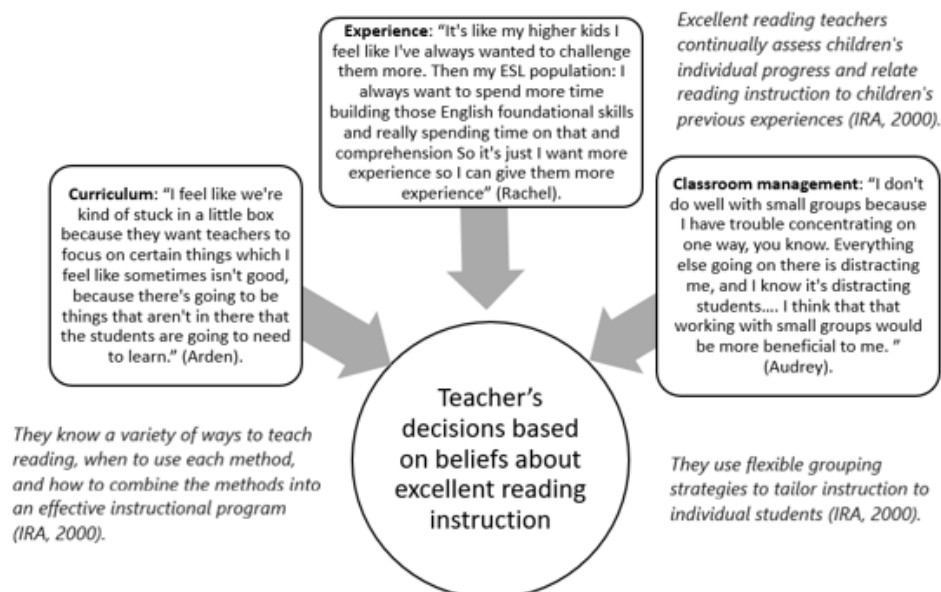 Experience: “It's like my higher kids I
feel like I've always wanted to challenge
them more. Then my ESL population: I
always want to spend more time
building those English foundational skills
and really spending time on that and
comprehension So it's just I want more
experience so I can give them more
experience” (Rachel).
Excellent reading teachers
continually assess children's
individual progress and relate
reading instruction to children's
previous experiences (IRA, 2000).
Curriculum: “I feel like we're
kind of stuck in a little box
because they want teachers to
focus on certain things which I
feel like sometimes isn't good,
because there's going to be
things that aren't in there that
the students are going to need
to learn.” (Arden).
Classroom management: “I don't
do well with small groups because
I have trouble concentrating on
one way, you know. Everything
else going on there is distracting
me, and I know it's distracting
students.... I think that that
working with small groups would
be more beneficial to me. ”
(Audrey).
Teacher’s
decisions based
on beliefs about
excellent reading
instruction
They know a variety of ways to teach
reading, when to use each method,
and how to combine the methods into
an effective instructional program
(IRA, 2000).
They use flexible grouping
strategies to tailor instruction to
individual students (IRA, 2000).